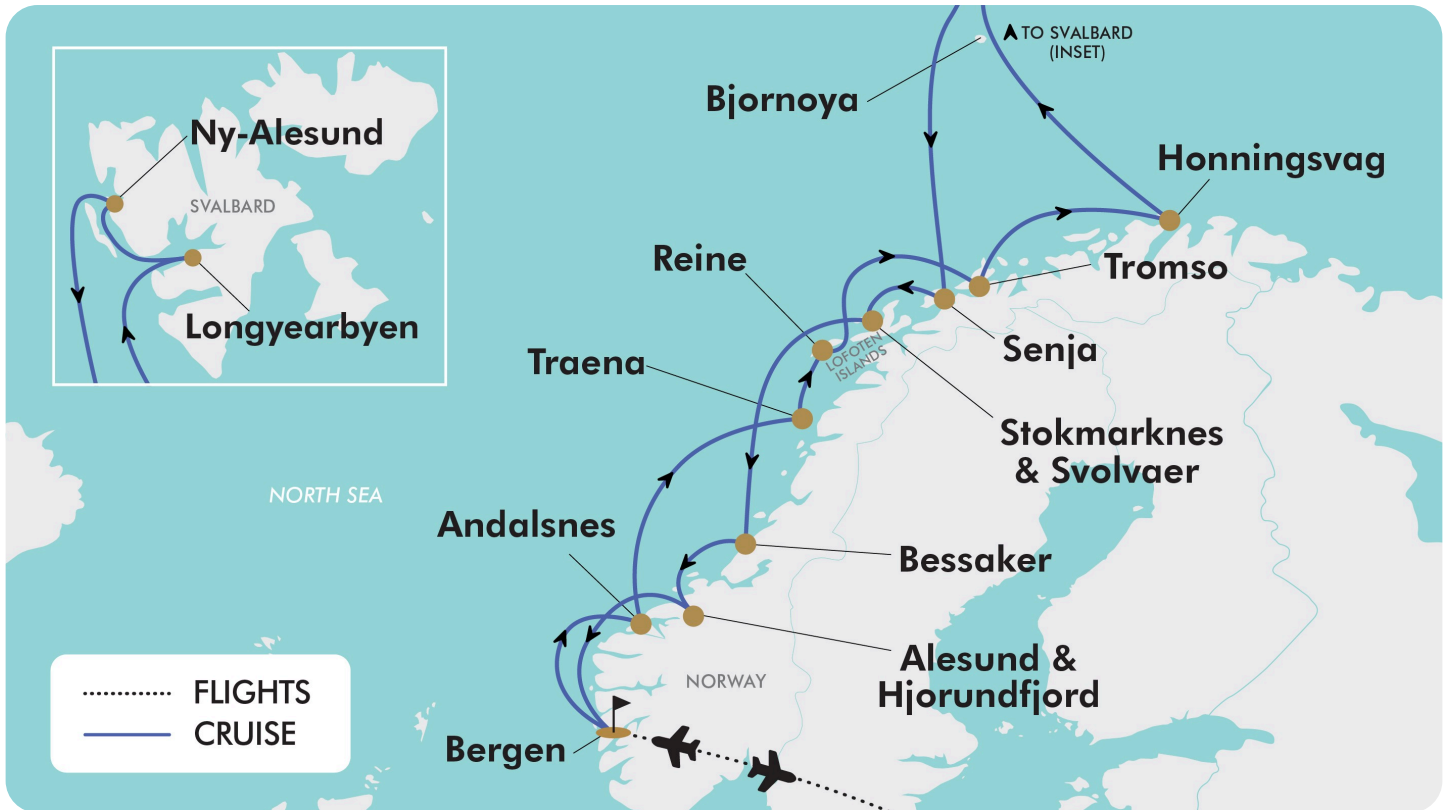 TO SVALBARD
(INSET)
Bjornoya
Ny-Alesund
Honningsvag
SVALBARD
Reine
Tromso
Longyearbyen
LOFOTEN
ISLANDS
Senja
Traena
Stokmarknes
& Svolvaer
NORTH SEA
Andalsnes
Bessaker
Alesund &
Hjorundfjord
NORWAY
FLIGHTS
CRUISE
Bergen